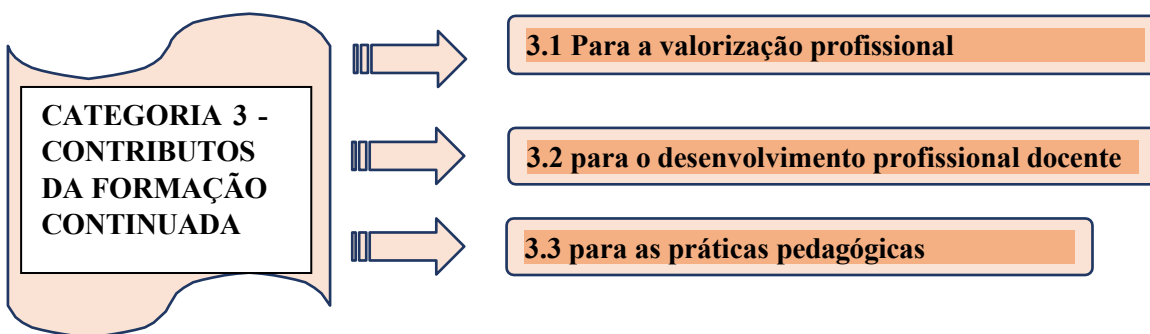 CATEGORIA 3 -
CONTRIBUTOS
DA FORMAÇÃO
CONTINUADA
3.1 Para a valorização profissional
3.2 para o desenvolvimento profissional docente
3.3 para as práticas pedagógicas